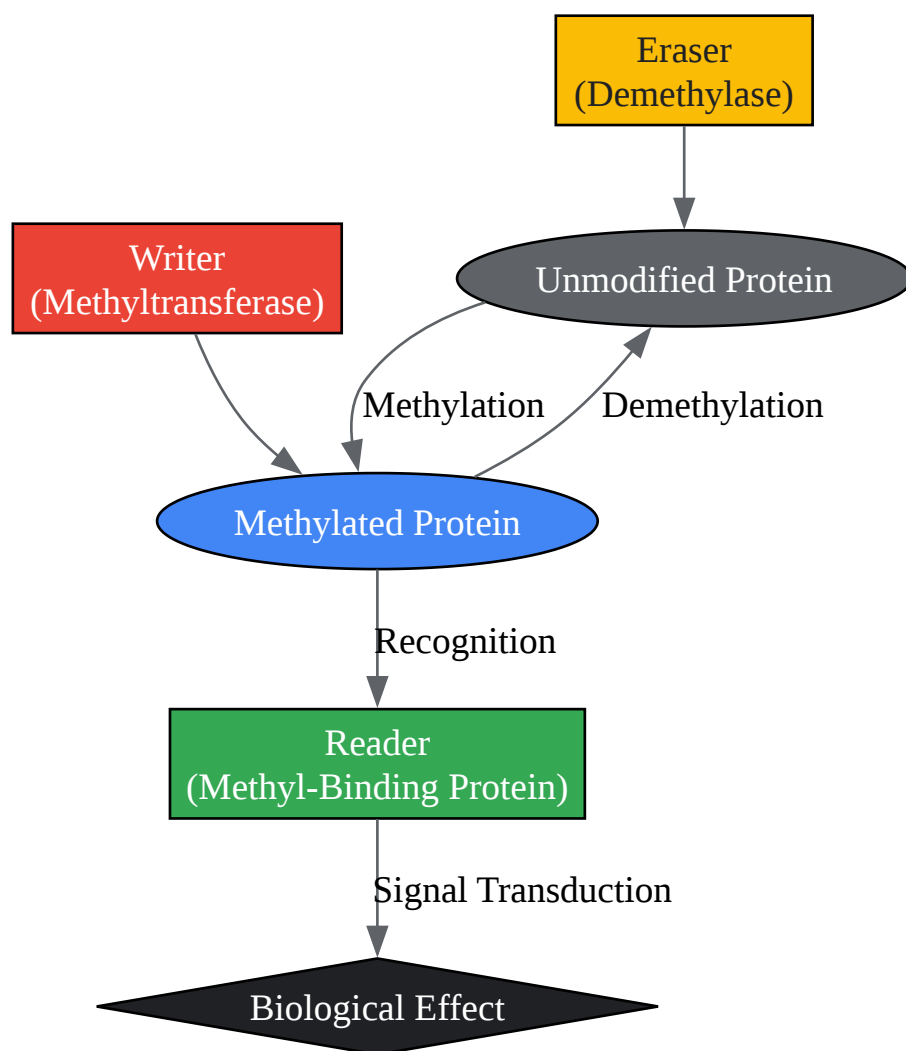 Eraser
(Demethylase)
Writer
(Methyltransferase)
Unmodified Protein
Methylation
Demethylation
Methylated Protein
Recognition
Reader
(Methyl-Binding Protein)
Signal Transduction
Biological Effect